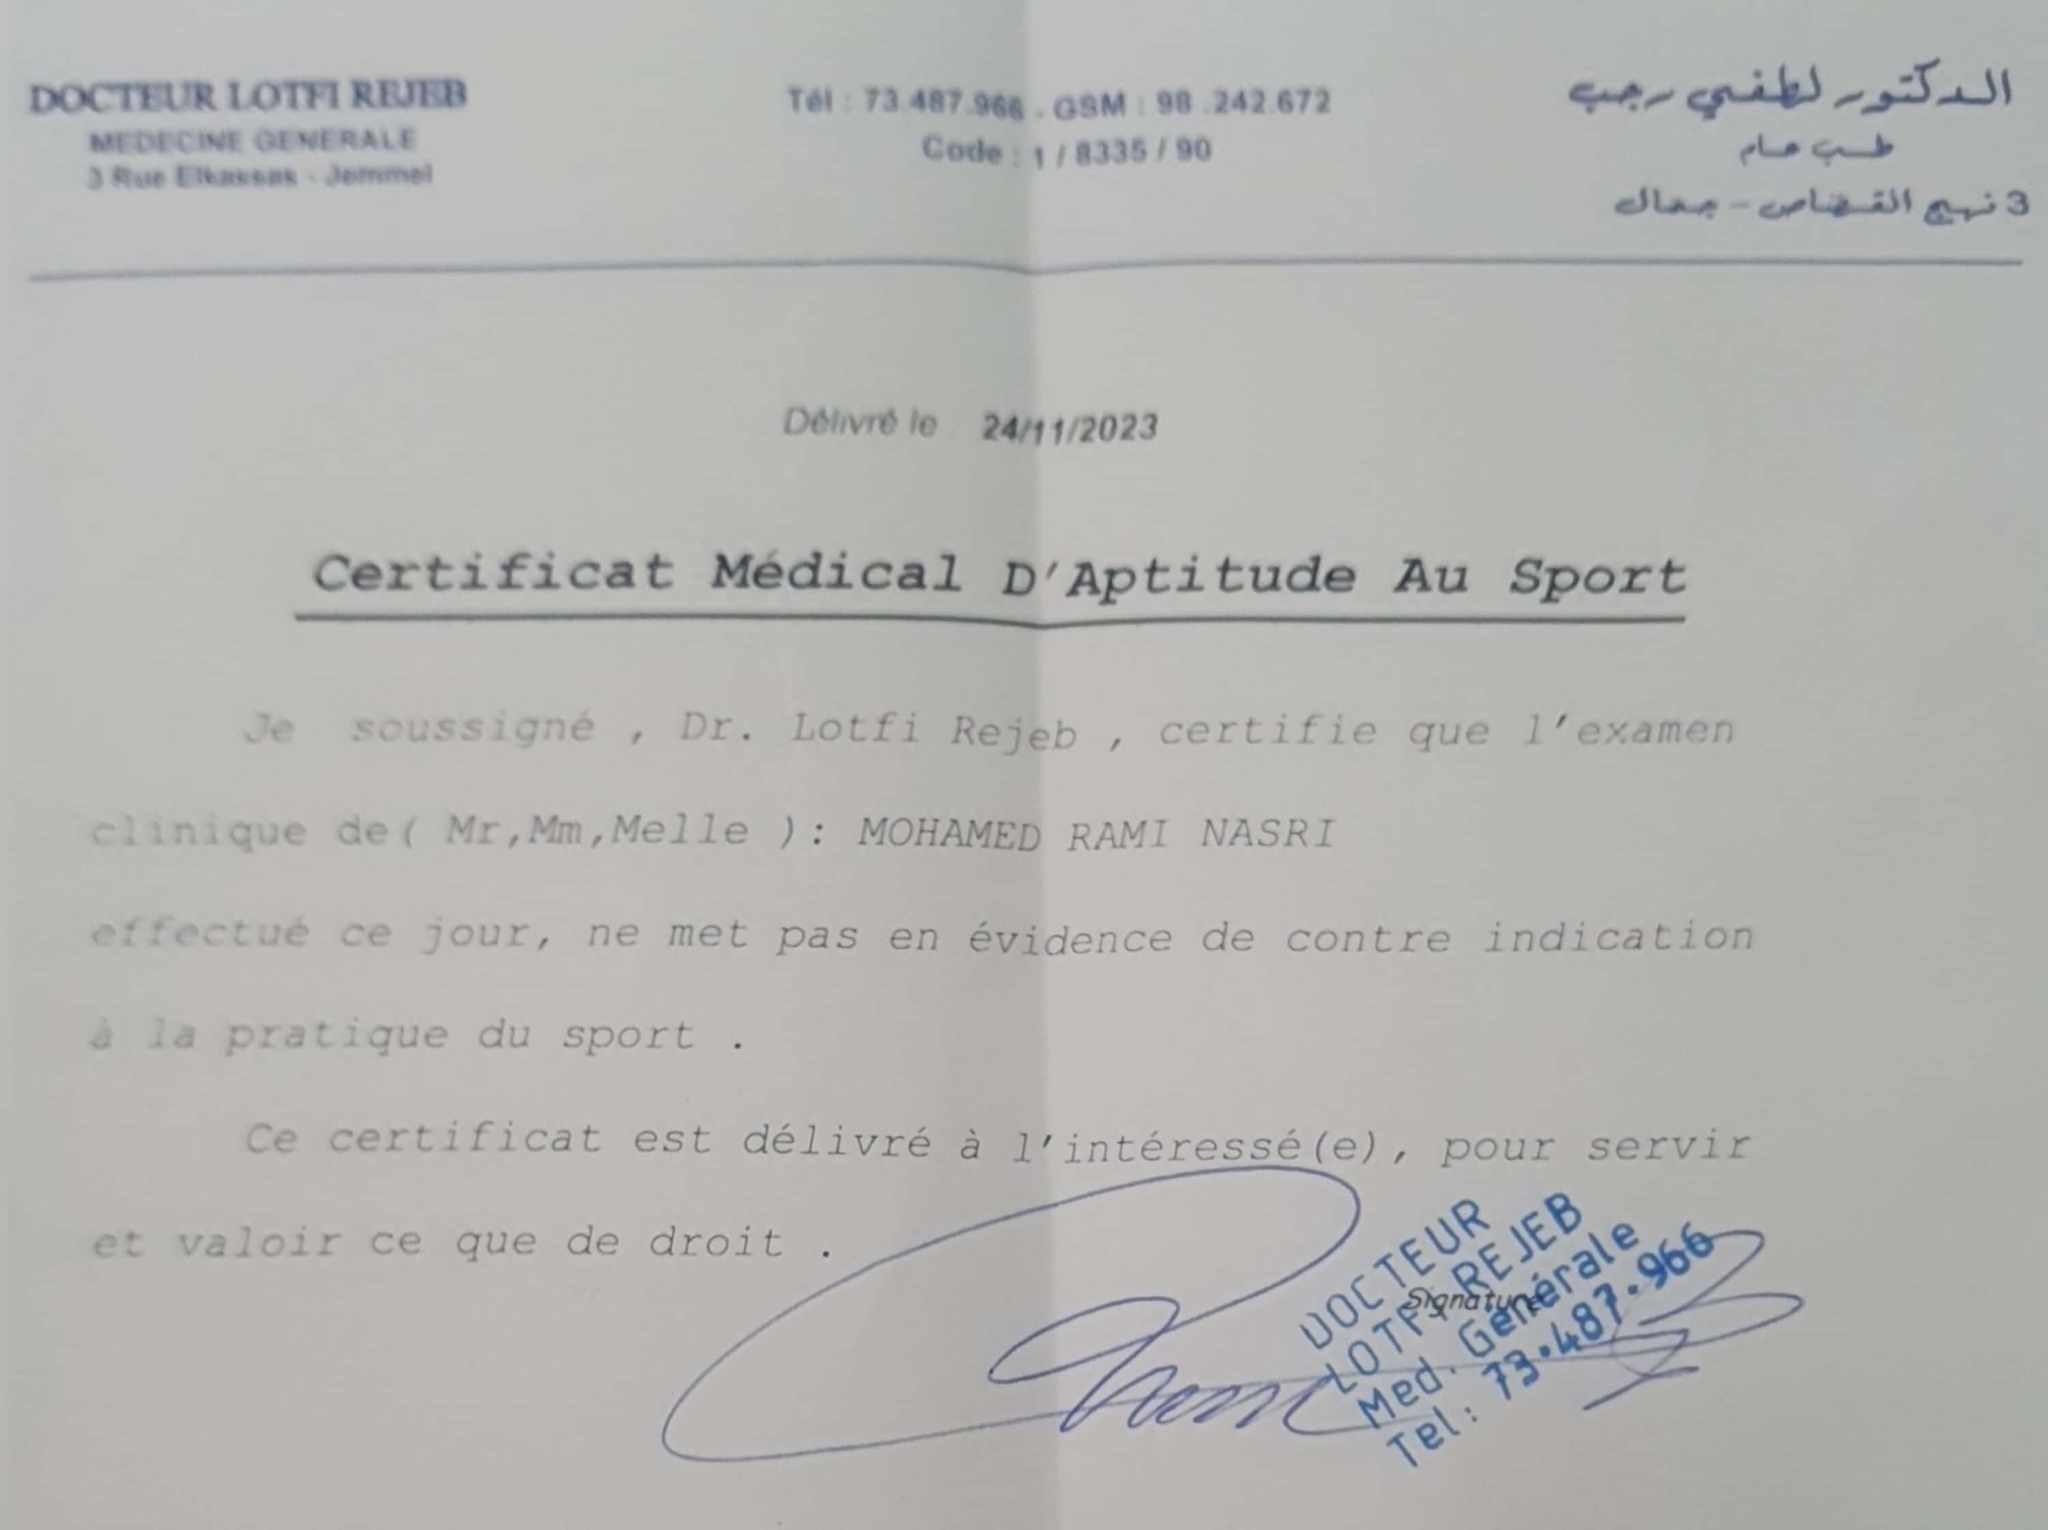 DOCTEUR LOTFI REJEB
MEDECINE GENERALE
3 Rue Elkassas - Jemmel
Tél : 73.487.966 . GSM : 98 .242.672
Code : 1 / 8335 / 90
الدكتور لطفي رجب
طب عام
3 نهج القصاص - جمال
Délivré le 24/11/2023
Certificat Médical D'Aptitude Au Sport
Je soussigné , Dr. Lotfi Rejeb , certifie que l'examen
clinique de( Mr,Mm,Melle ): MOHAMED RAMI NASRI
effectué ce jour, ne met pas en évidence de contre indication
à la pratique du sport .
Ce certificat est délivré à l'intéressé(e), pour servir
et valoir ce que de droit .
Signature
DOCTEUR
LOTFI REJEB
Med. Générale
Tel: 73.487.966